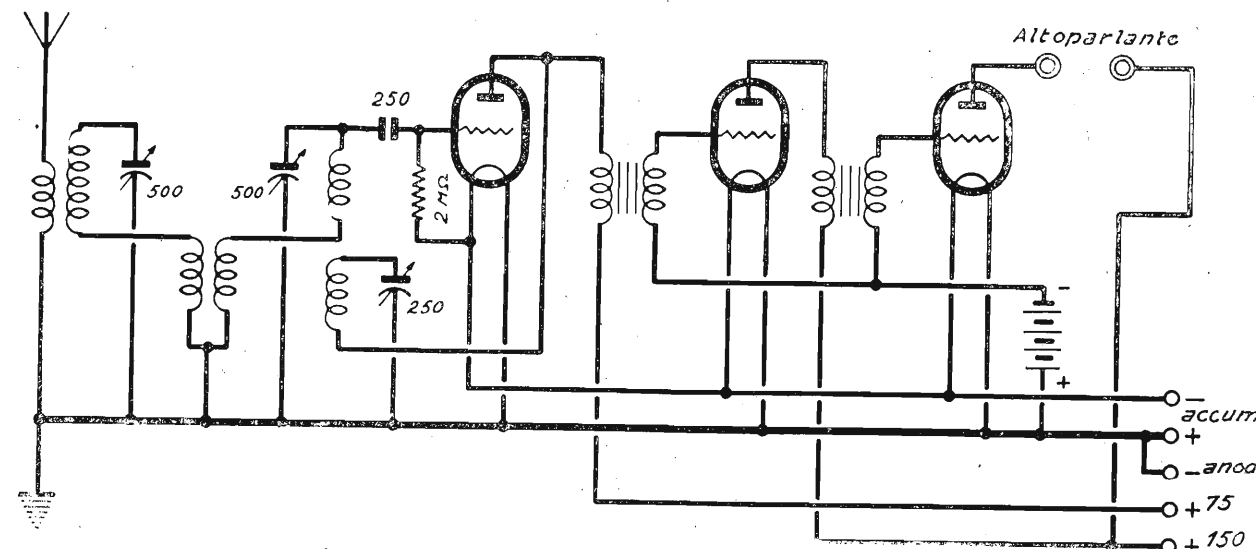 Altoparlante
250
500
500
2 MΩ
250
-
+
-
accum
+
- anod
+ 75
+ 150